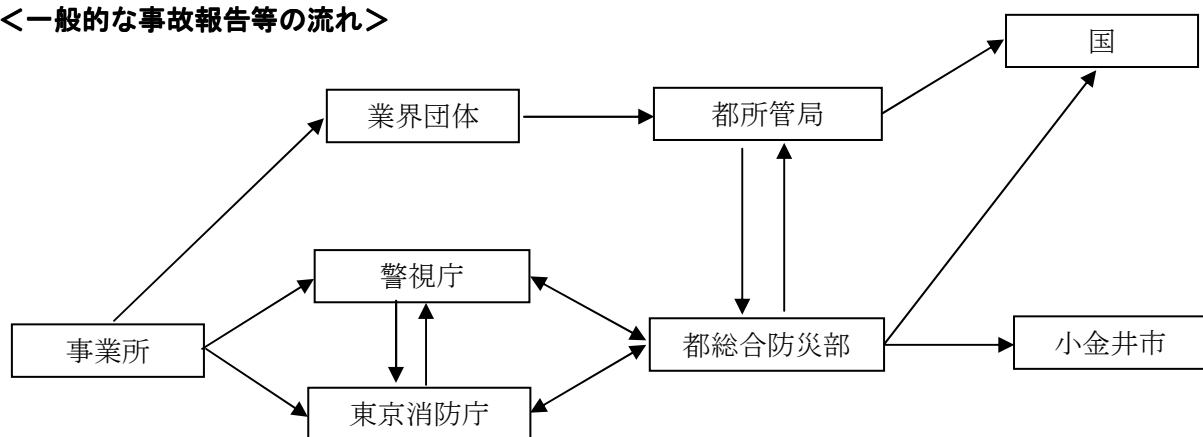 ＜一般的な事故報告等の流れ＞
国
業界団体
都所管局
警視庁
事業所
都総合防災部
小金井市
東京消防庁